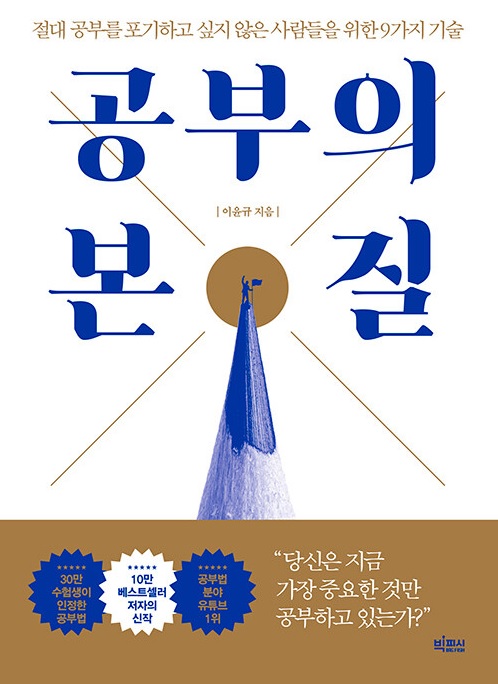 절대 공부를 포기하고 싶지 않은 사람들을 위한 9가지 기술
공부의
| 이윤규 지음 |
본질
★★★★★
30만
수험생이
인정한
공부법
★★★★★
10만
베스트셀러
저자의
신작
★★★★★
공부법
분야
유튜브
1위
“당신은 지금
가장 중요한 것만
공부하고 있는가?”
빅피시
BIG FISH